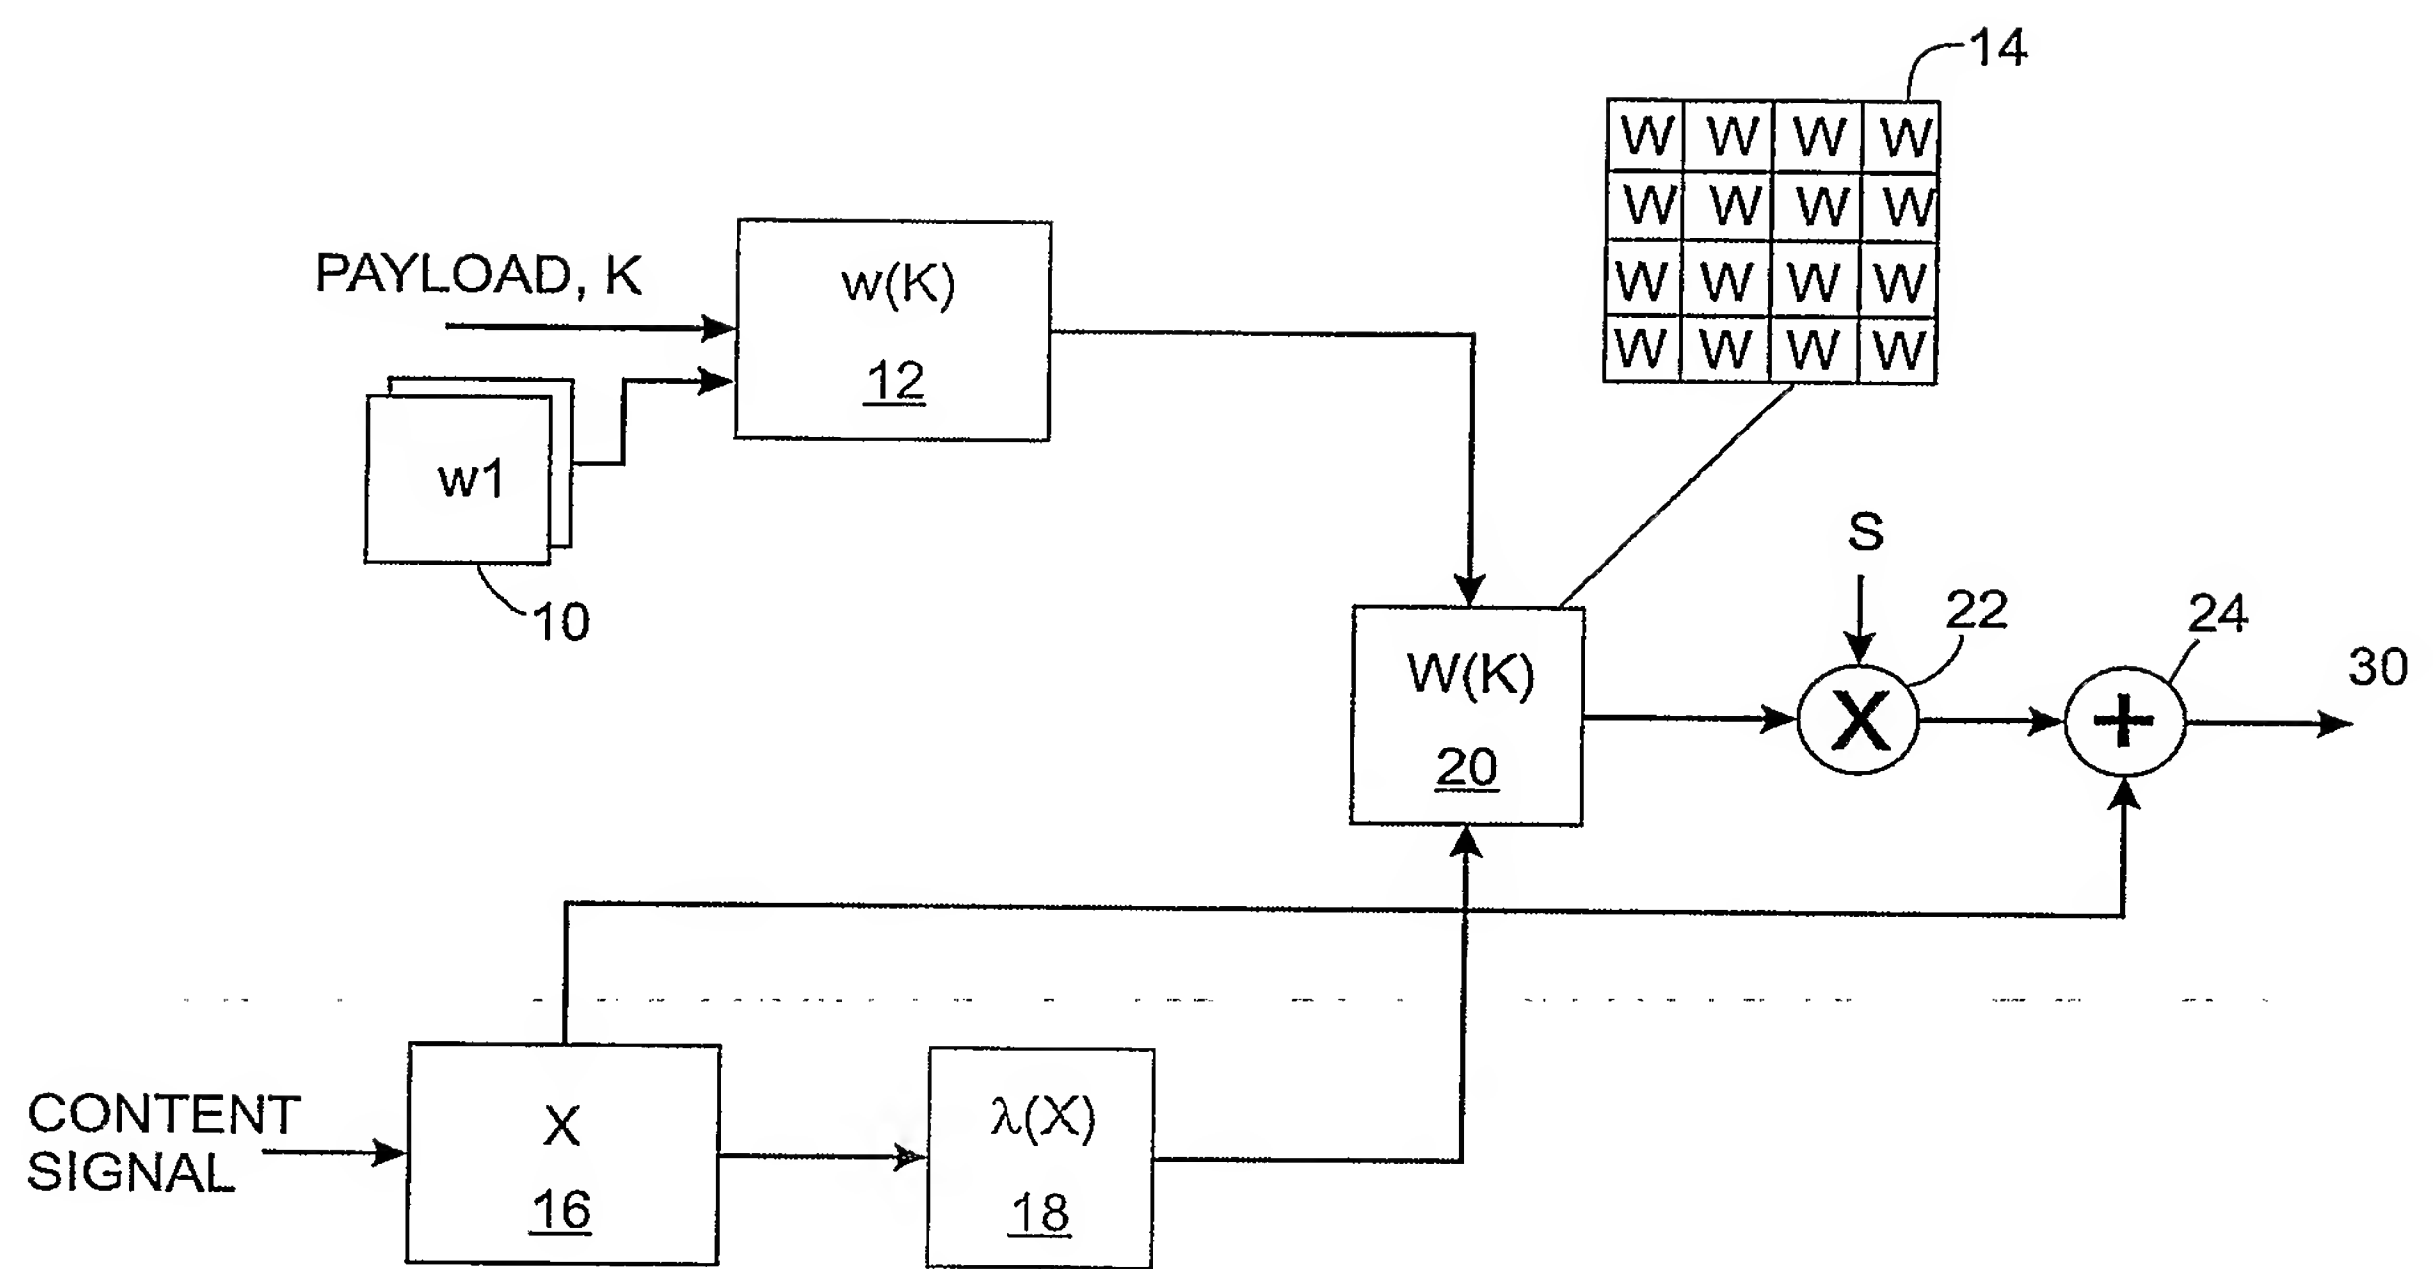 14
W W W W
W W W W
W W W W
W W W W
PAYLOAD, K
w(K)
12
w1
10
S
22
24
30
W(K)
20
CONTENT
SIGNAL
X
16
λ(X)
18
X
+